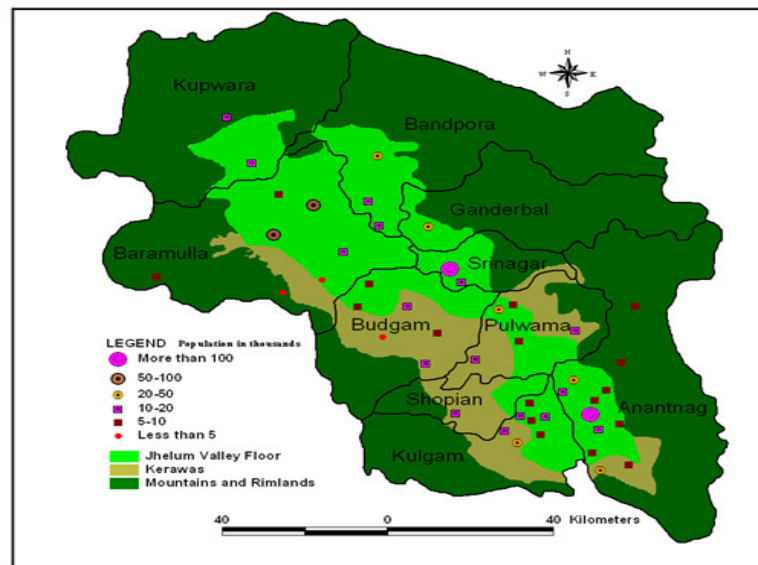 N
W E
S
Kupwara
Bandpora
Ganderbal
Baramulla
Srinagar
Budgam
Pulwama
Shopian
Anantnag
Kulgam
LEGEND Population in thousands
More than 100
50-100
20-50
10-20
5-10
Less than 5
Jhelum Valley Floor
Kerawas
Mountains and Rimlands
40 0 40 Kilometers